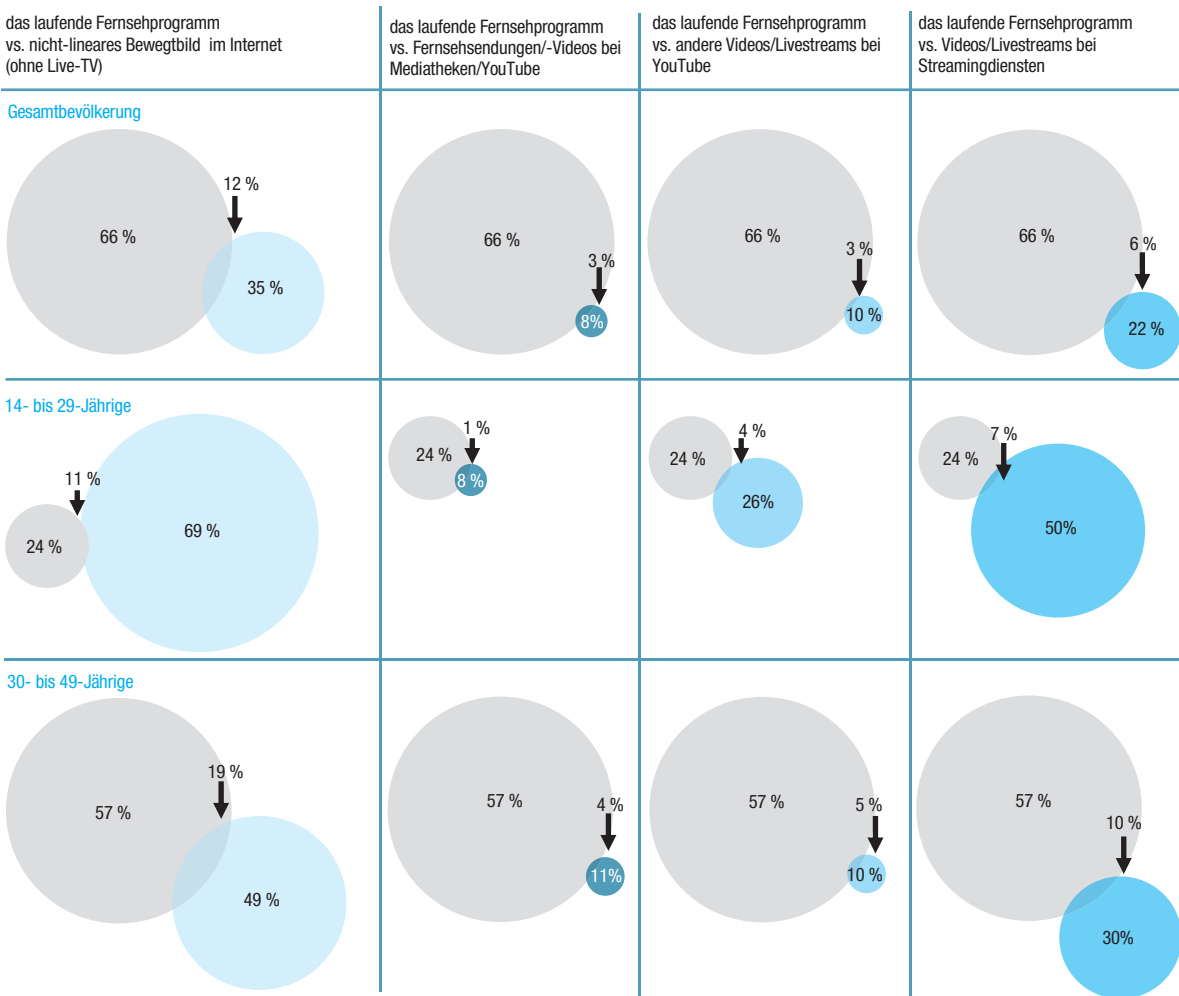 das laufende Fernsehprogramm
vs. nicht-lineares Bewegtbild im Internet
(ohne Live-TV)
das laufende Fernsehprogramm
vs. Fernsehsendungen/-Videos bei
Mediatheken/YouTube
das laufende Fernsehprogramm
vs. andere Videos/Livestreams bei
YouTube
das laufende Fernsehprogramm
vs. Videos/Livestreams bei
Streamingdiensten
Gesamtbevölkerung
12 %
66 %
35 %
66 %
3 %
8%
66 %
3 %
10 %
66 %
6 %
22 %
14- bis 29-Jährige
11 %
24 %
69 %
1 %
24 %
8 %
4 %
24 %
26%
7 %
24 %
50%
30- bis 49-Jährige
19 %
57 %
49 %
57 %
4 %
11%
57 %
5 %
10 %
57 %
10 %
30%